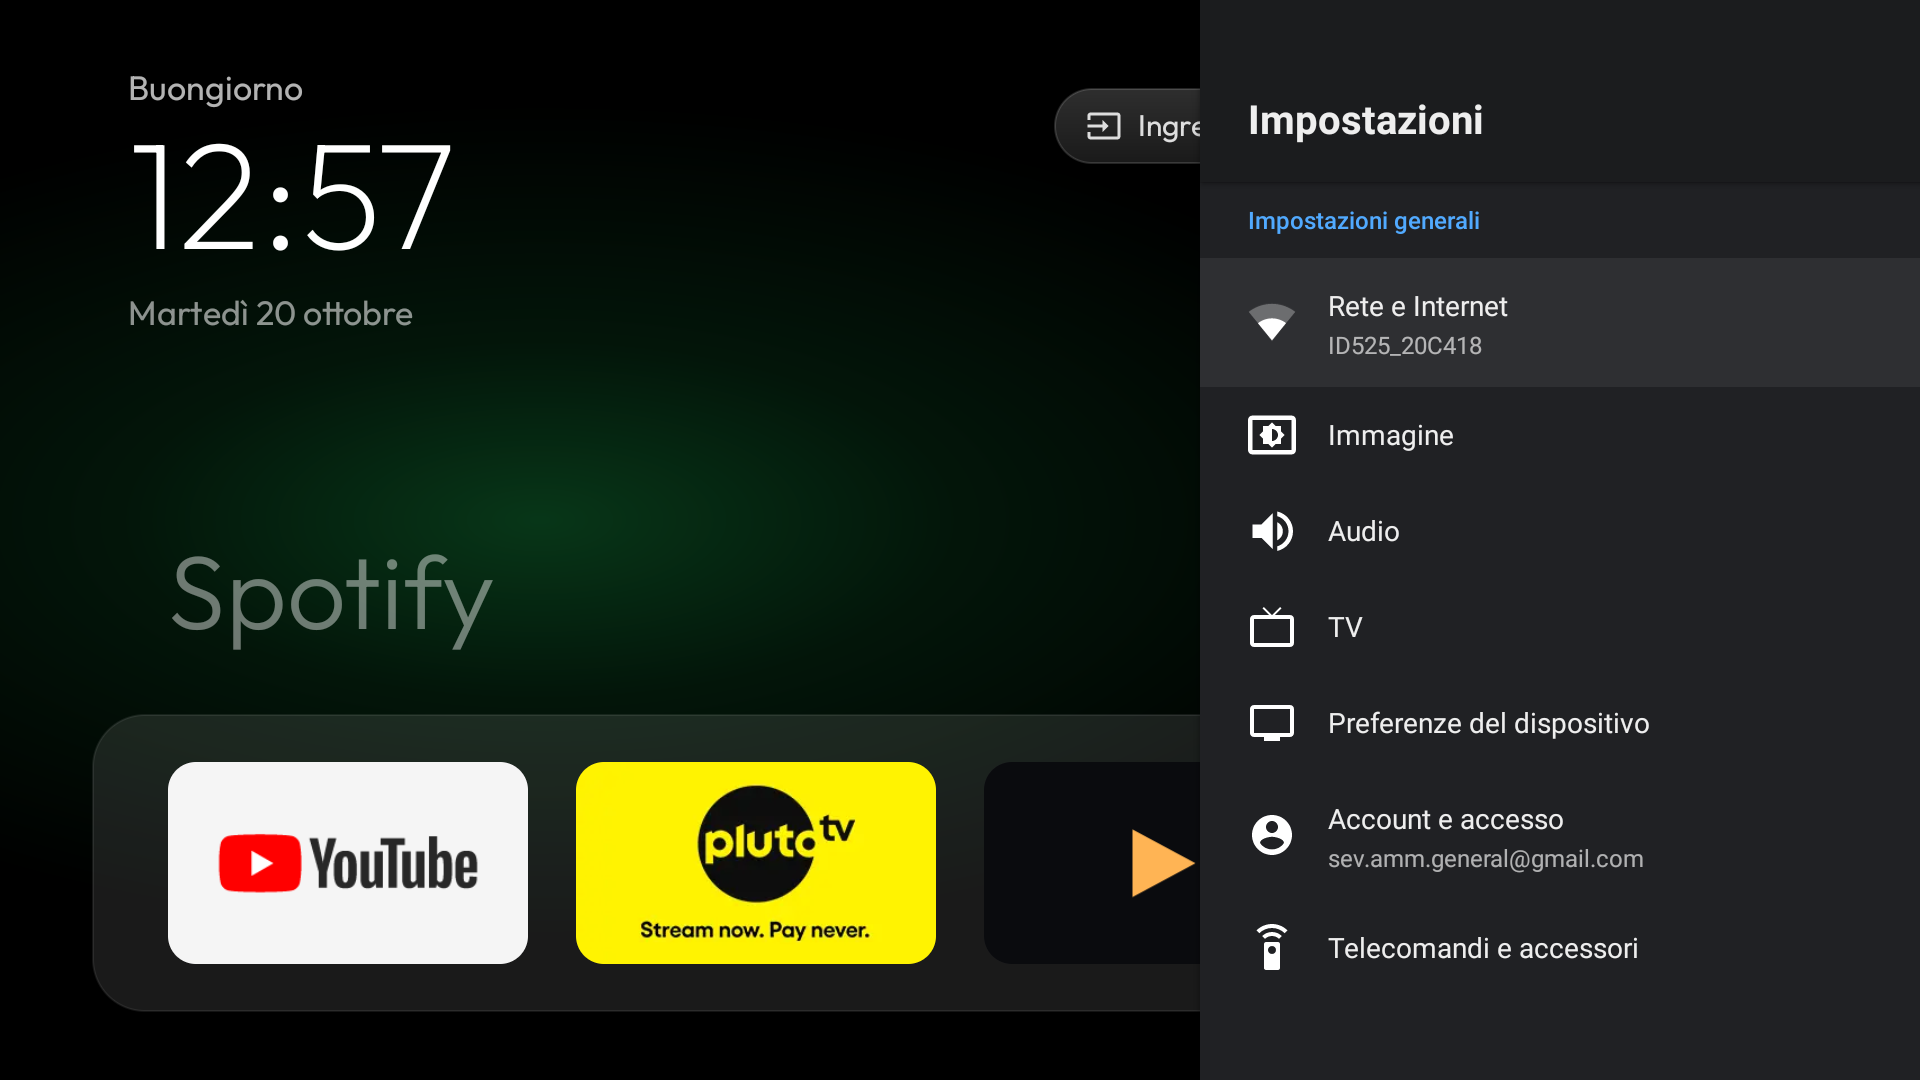 Buongiorno
12:57
Martedì 20 ottobre
Ingre
Spotify
YouTube
pluto tv
Stream now. Pay never.
Impostazioni
Impostazioni generali
Rete e Internet
ID525_20C418
Immagine
Audio
TV
Preferenze del dispositivo
Account e accesso
sev.amm.general@gmail.com
Telecomandi e accessori